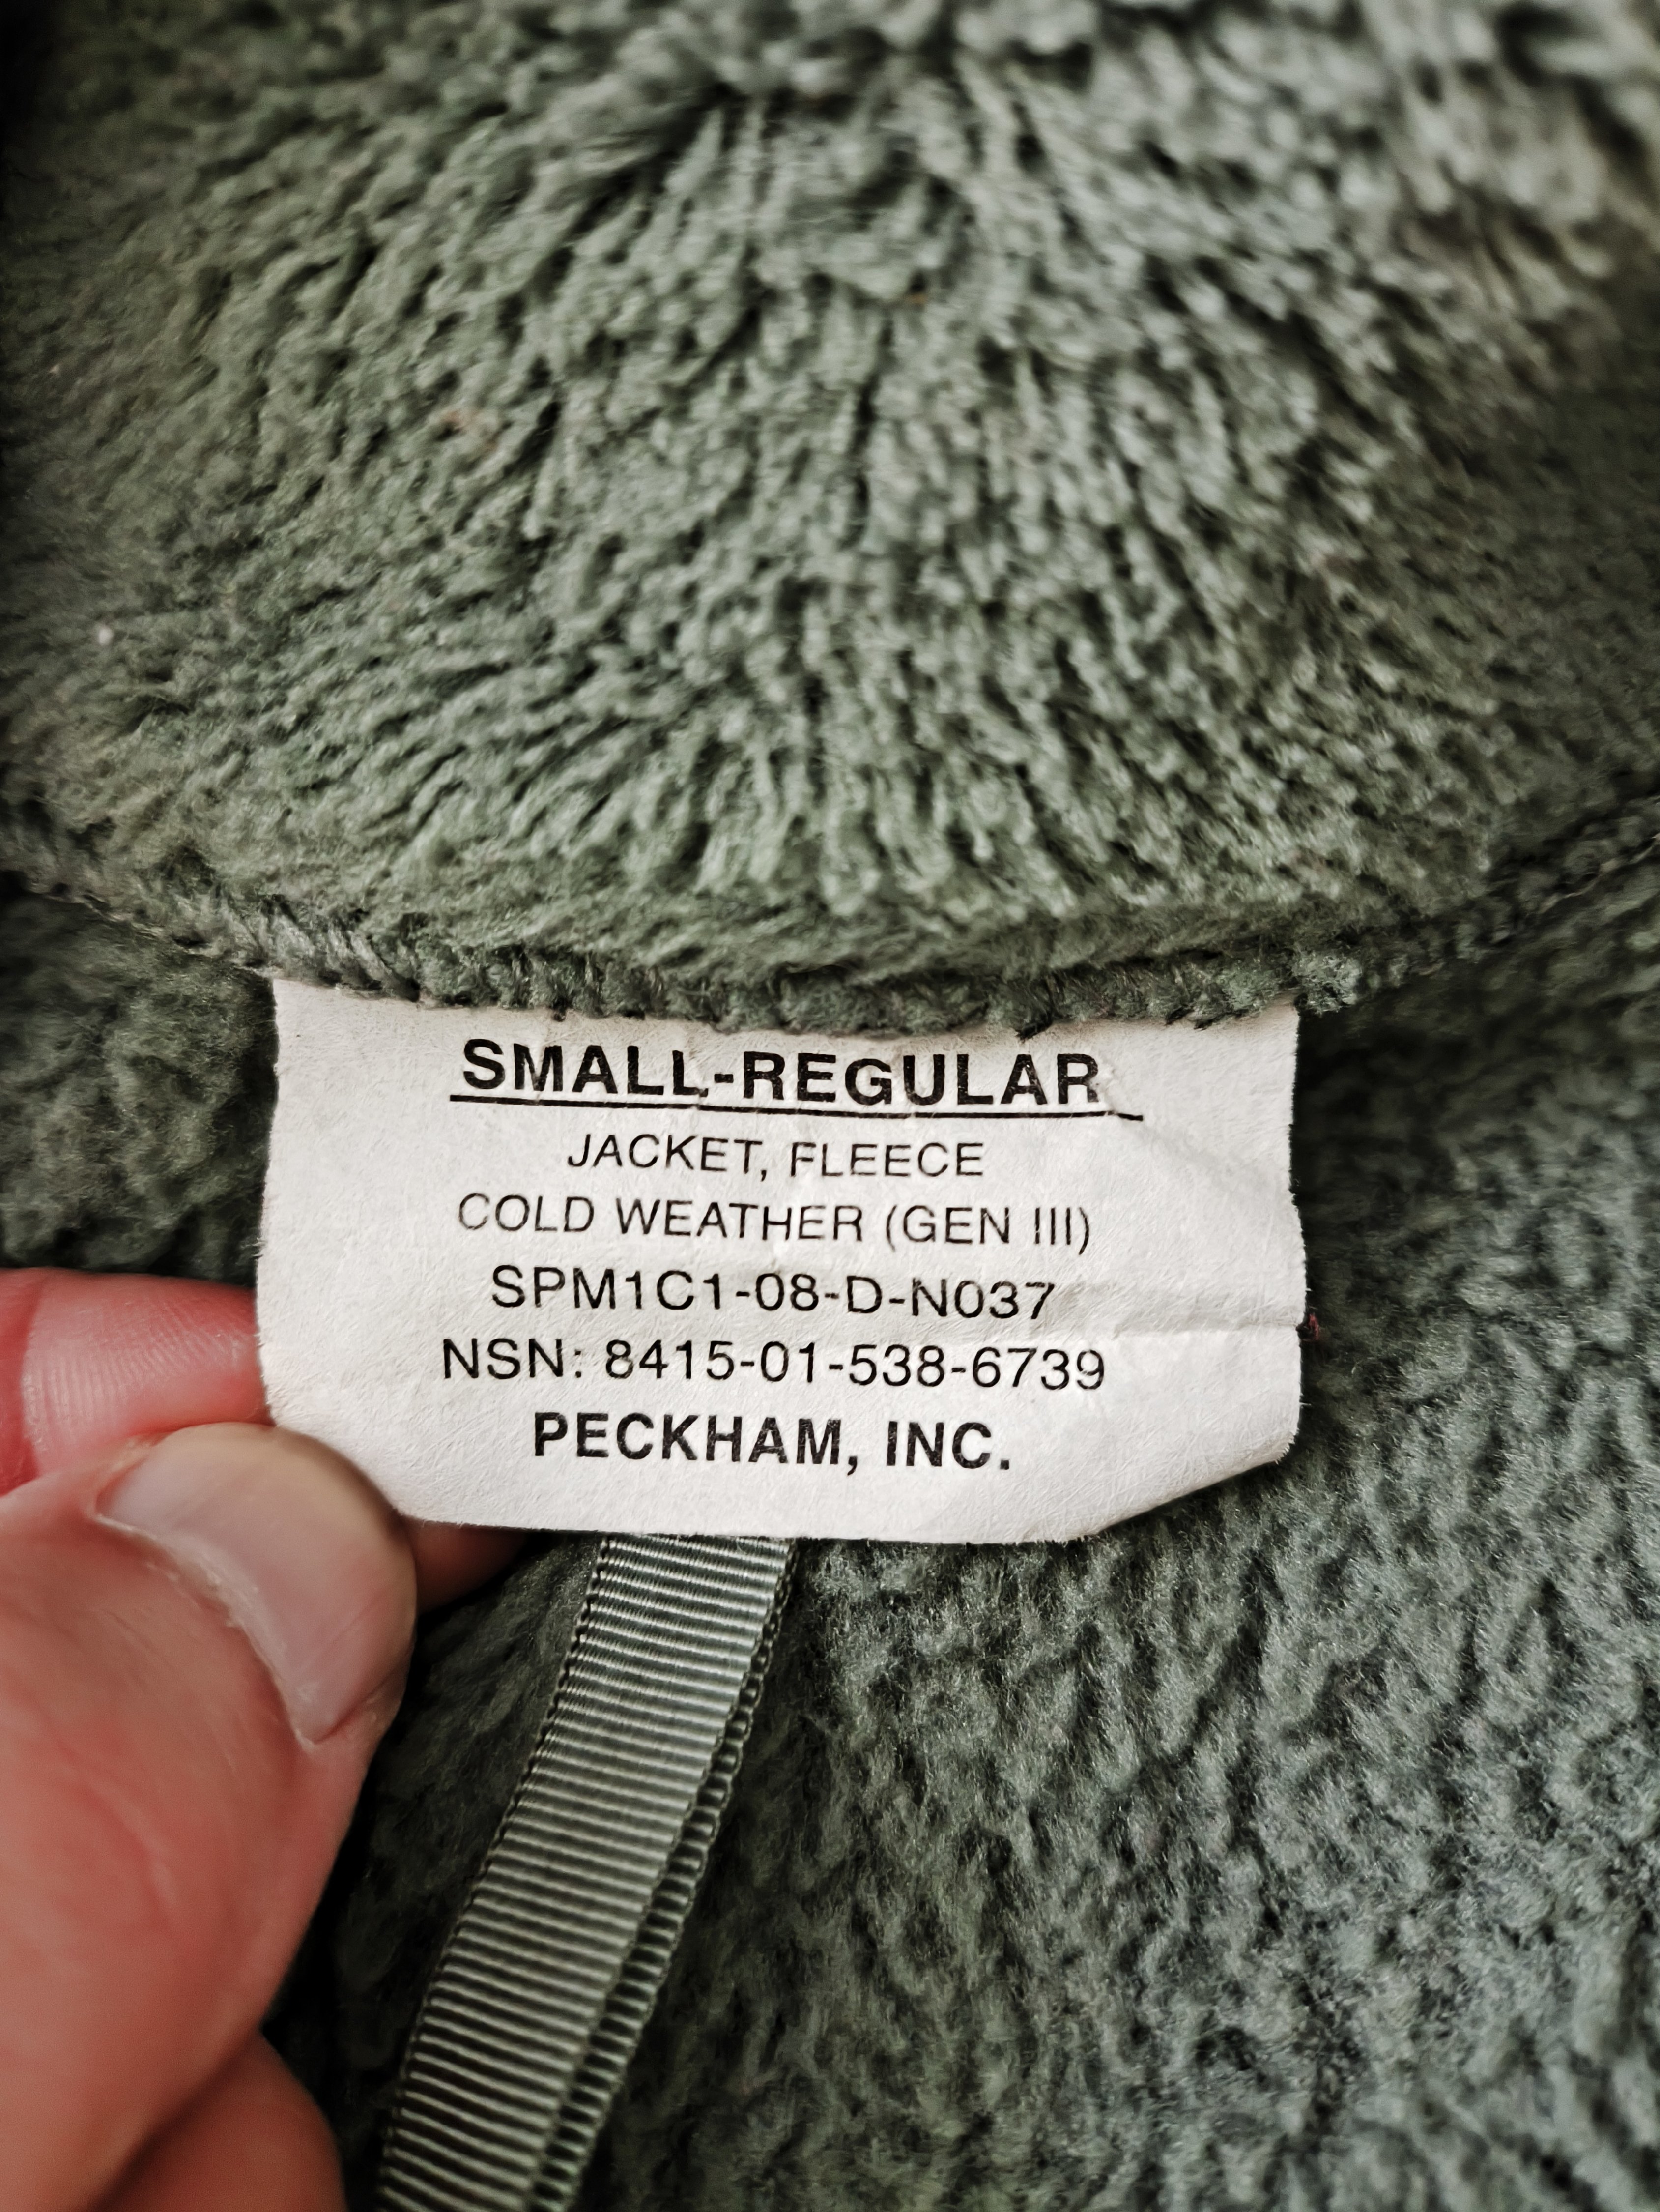 SMALL-REGULAR
JACKET, FLEECE
COLD WEATHER (GEN III)
SPM1C1-08-D-N037
NSN: 8415-01-538-6739
PECKHAM, INC.